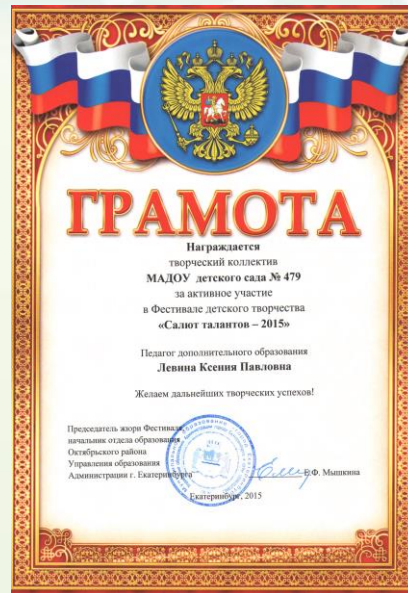 ГРАМОТА
Награждается
творческий коллектив
МАДОУ детского сада № 479
за активное участие
в Фестивале детского творчества
«Салют талантов – 2015»
Педагог дополнительного образования
Левина Ксения Павловна
Желаем дальнейших творческих успехов!
Председатель жюри Фестиваля,
начальник отдела образования
Октябрьского района
Управления образования
Администрации г. Екатеринбурга
Е.Ф. Мышкина
Екатеринбург, 2015